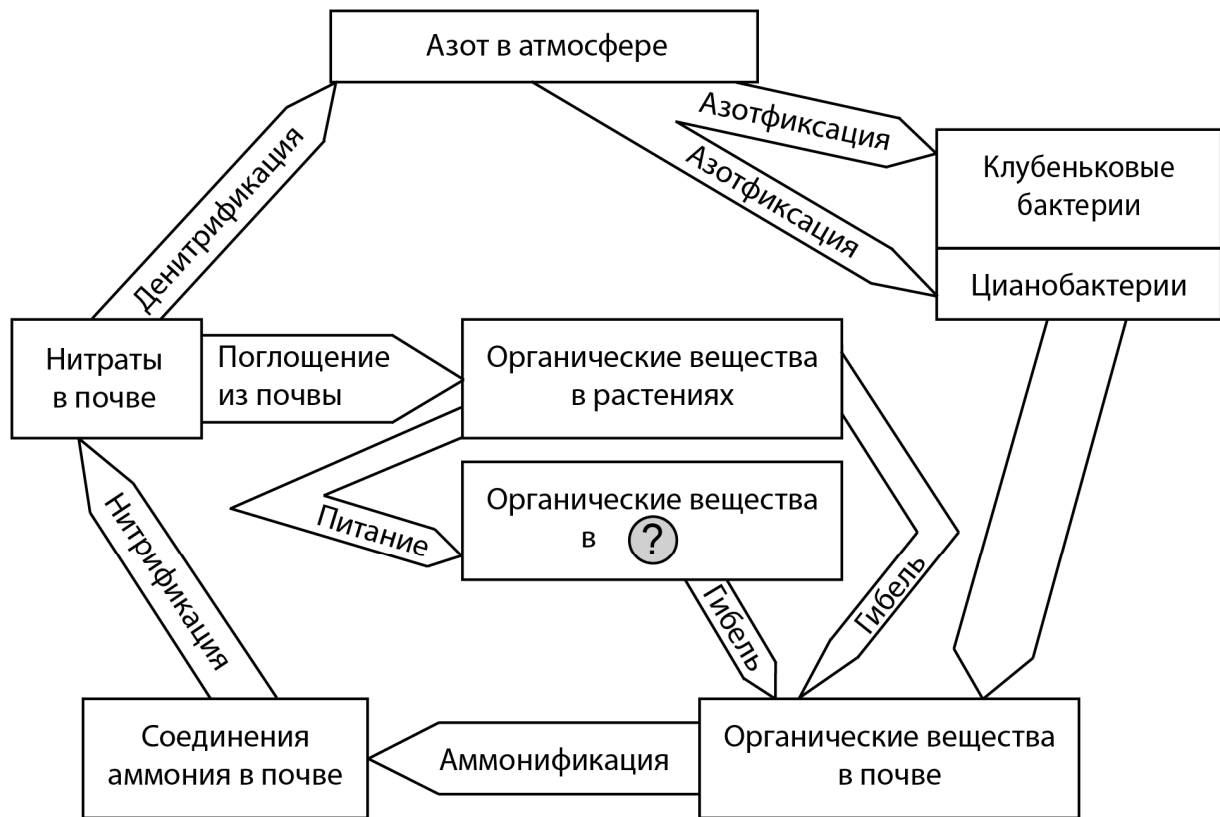 Азот в атмосфере
Азотфиксация
Азотфиксация
Клубеньковые
бактерии
Цианобактерии
Денитрификация
Нитраты
в почве
Поглощение
из почвы
Органические вещества
в растениях
Органические вещества
в ?
Питание
Гибель
Гибель
Нитрификация
Соединения
аммония в почве
Аммонификация
Органические вещества
в почве